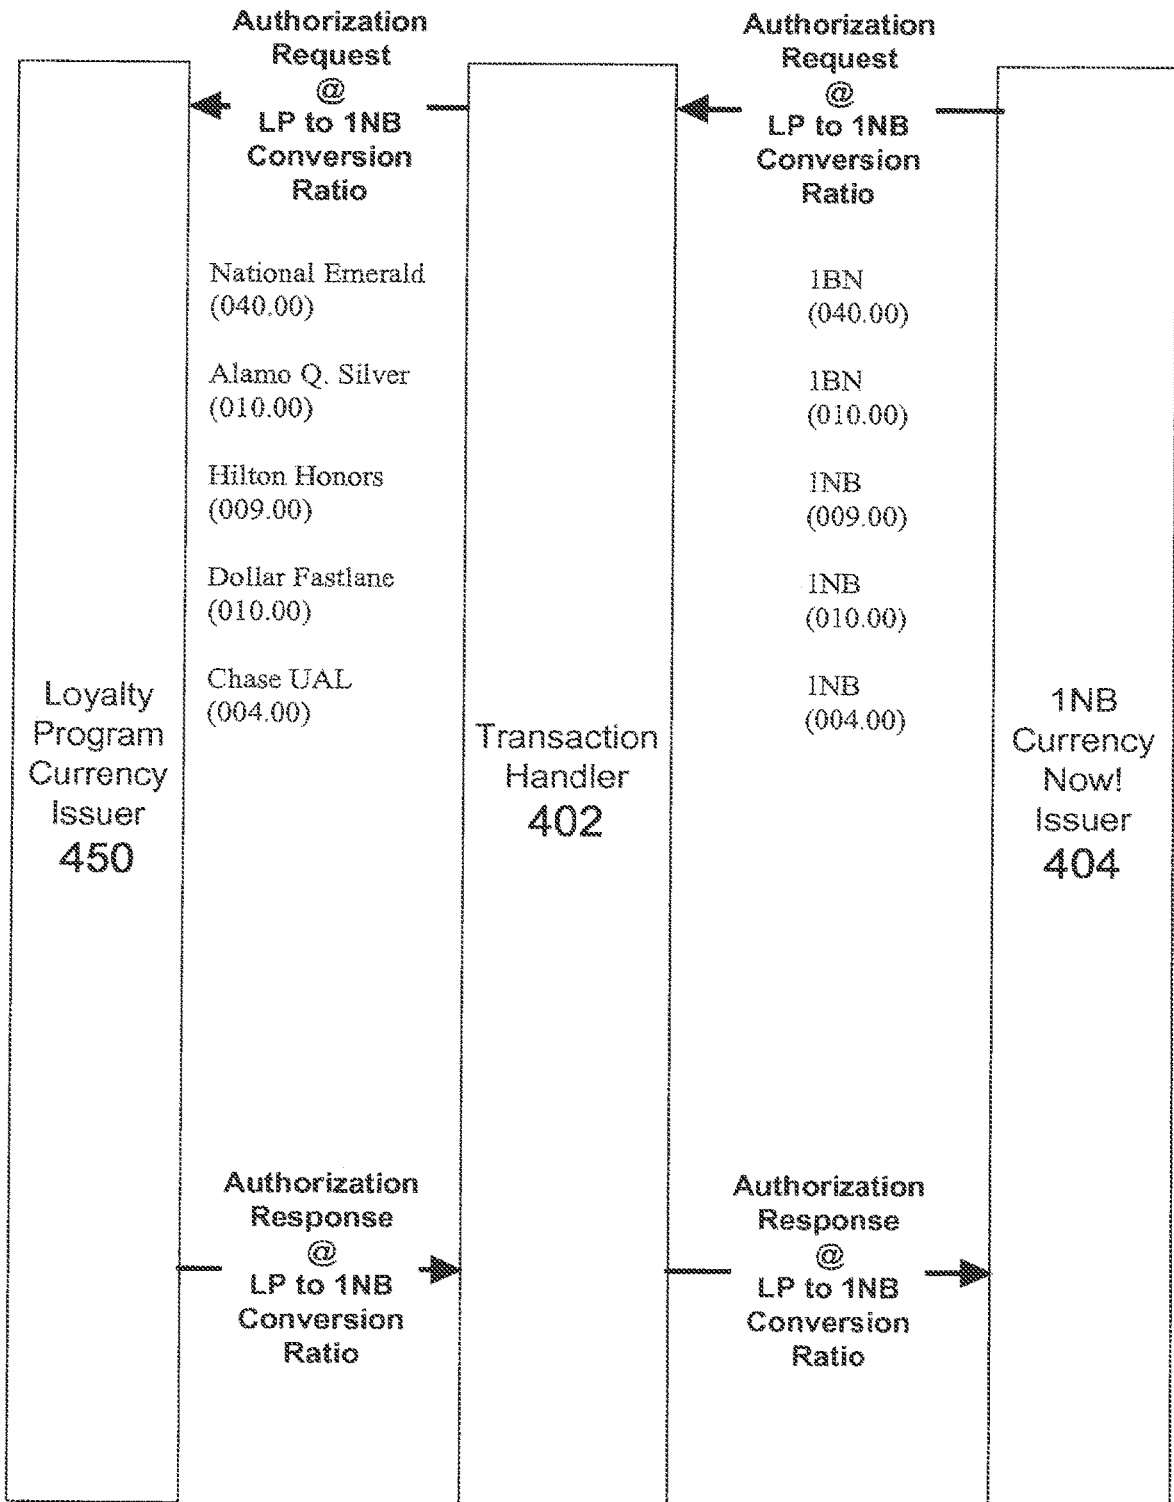 Authorization
Request
@
LP to 1NB
Conversion
Ratio
Authorization
Request
@
LP to 1NB
Conversion
Ratio
National Emerald
(040.00)
Alamo Q. Silver
(010.00)
Hilton Honors
(009.00)
Dollar Fastlane
(010.00)
Chase UAL
(004.00)
1BN
(040.00)
1BN
(010.00)
1NB
(009.00)
1NB
(010.00)
1NB
(004.00)
Loyalty
Program
Currency
Issuer
450
Transaction
Handler
402
1NB
Currency
Now!
Issuer
404
Authorization
Response
@
LP to 1NB
Conversion
Ratio
Authorization
Response
@
LP to 1NB
Conversion
Ratio